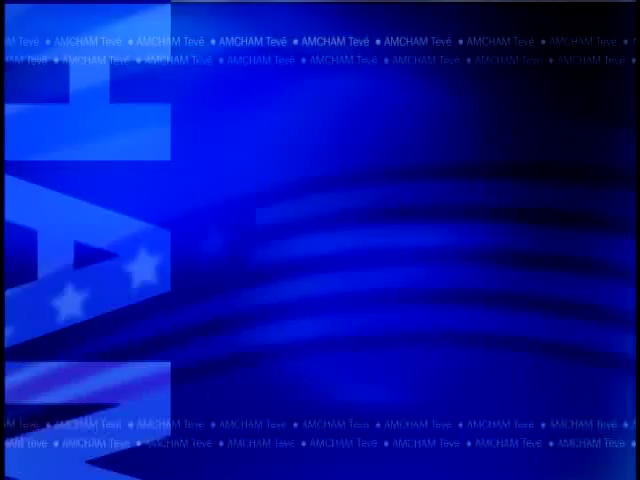 AM Tevê • AMCHAM Tevê • AMCHAM Tevê • AMCHAM Tevê • AMCHAM Tevê • AMCHAM Tevê • AMCHAM Tevê • AMCHAM Tevê •
AMCHAM Tevê • AMCHAM Tevê • AMCHAM Tevê • AMCHAM Tevê • AMCHAM Tevê • AMCHAM Tevê • AMCHAM Tevê •
HAM
• AMCHAM Tevê • AMCHAM Tevê • AMCHAM Tevê • AMCHAM Tevê • AMCHAM Tevê • AMCHAM Tevê •
AMCHAM Tevê • AMCHAM Tevê • AMCHAM Tevê • AMCHAM Tevê • AMCHAM Tevê • AMCHAM Tevê •